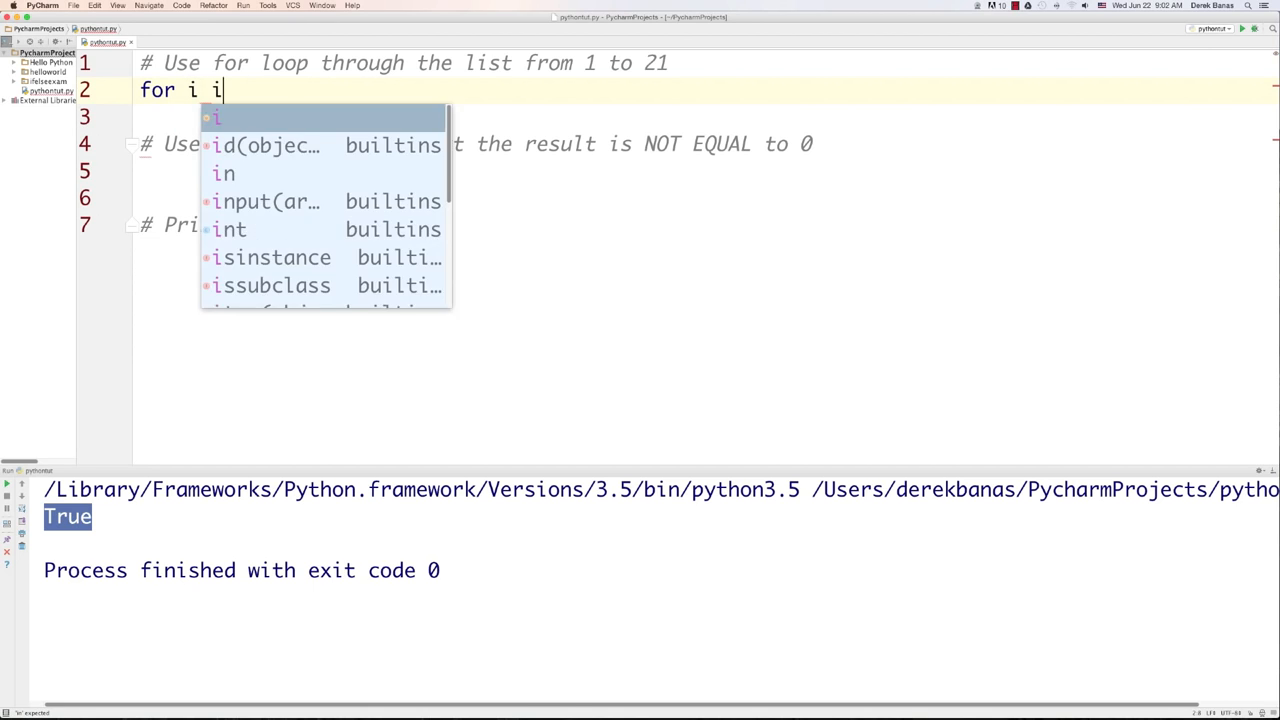 PyCharm File Edit View Navigate Code Refactor Run Tools VCS Window Help
10 Wed Jun 22 9:02 AM Derek Banas
pythontut.py - PycharmProjects - [~/PycharmProjects]
PycharmProjects pythontut.py
pythontut
pythontut.py
PycharmProject
Hello Python
helloworld
ifelseexam
pythontut.py
External Librarie
1 # Use for loop through the list from 1 to 21
2 for i i
3
4 # Use t the result is NOT EQUAL to 0
5
6
7 # Pri
i
id(objec… builtins
in
input(ar… builtins
int builtins
isinstance builti…
issubclass builti…
Run pythontut
/Library/Frameworks/Python.framework/Versions/3.5/bin/python3.5 /Users/derekbanas/PycharmProjects/pytho
True
Process finished with exit code 0
'in' expected
2:8 LF÷ UTF-8÷